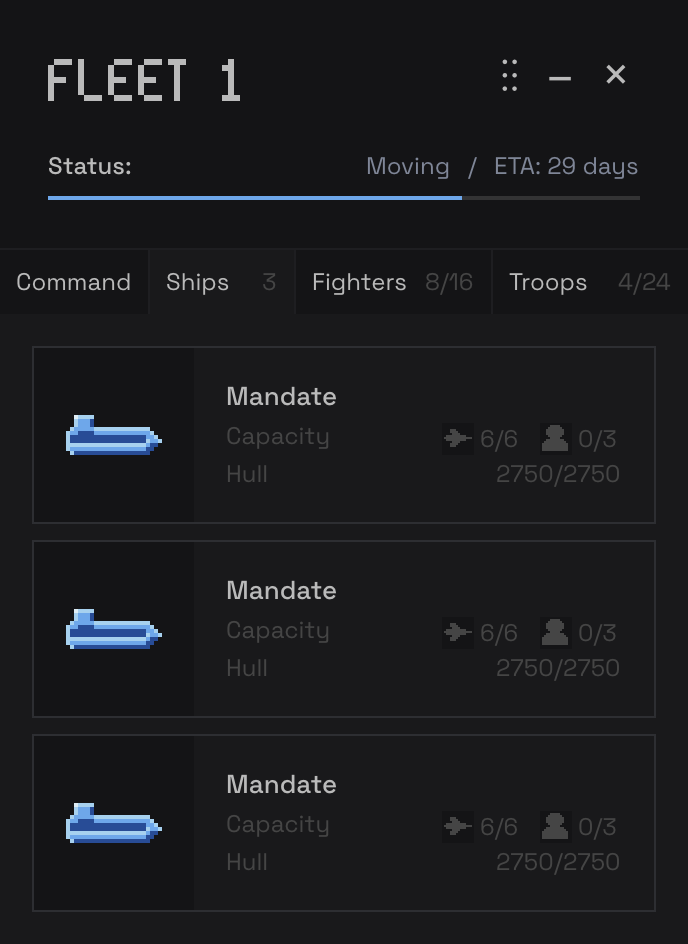 FLEET 1
Status: Moving / ETA: 29 days
Command Ships 3 Fighters 8/16 Troops 4/24
Mandate
Capacity 6/6 0/3
Hull 2750/2750
Mandate
Capacity 6/6 0/3
Hull 2750/2750
Mandate
Capacity 6/6 0/3
Hull 2750/2750